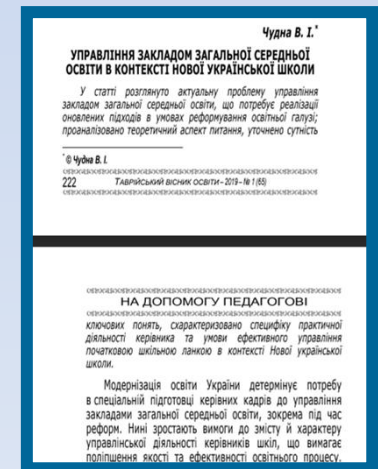 Чудна В. І.*
УПРАВЛІННЯ ЗАКЛАДОМ ЗАГАЛЬНОЇ СЕРЕДНЬОЇ
ОСВІТИ В КОНТЕКСТІ НОВОЇ УКРАЇНСЬКОЇ ШКОЛИ
У статті розглянуто актуальну проблему управління
закладом загальної середньої освіти, що потребує реалізації
оновлених підходів в умовах реформування освітньої галузі;
проаналізовано теоретичний аспект питання, уточнено сутність
* © Чудна В. І.
222 ТАВРІЙСЬКИЙ ВІСНИК ОСВІТИ – 2019 – № 1 (65)
НА ДОПОМОГУ ПЕДАГОГОВІ
ключових понять, схарактеризовано специфіку практичної
діяльності керівника та умови ефективного управління
початковою шкільною ланкою в контексті Нової української
школи.
Модернізація освіти України детермінує потребу
в спеціальній підготовці керівних кадрів до управління
закладами загальної середньої освіти, зокрема під час
реформ. Нині зростають вимоги до змісту й характеру
управлінської діяльності керівників шкіл, що вимагає
поліпшення якості та ефективності освітнього процесу.